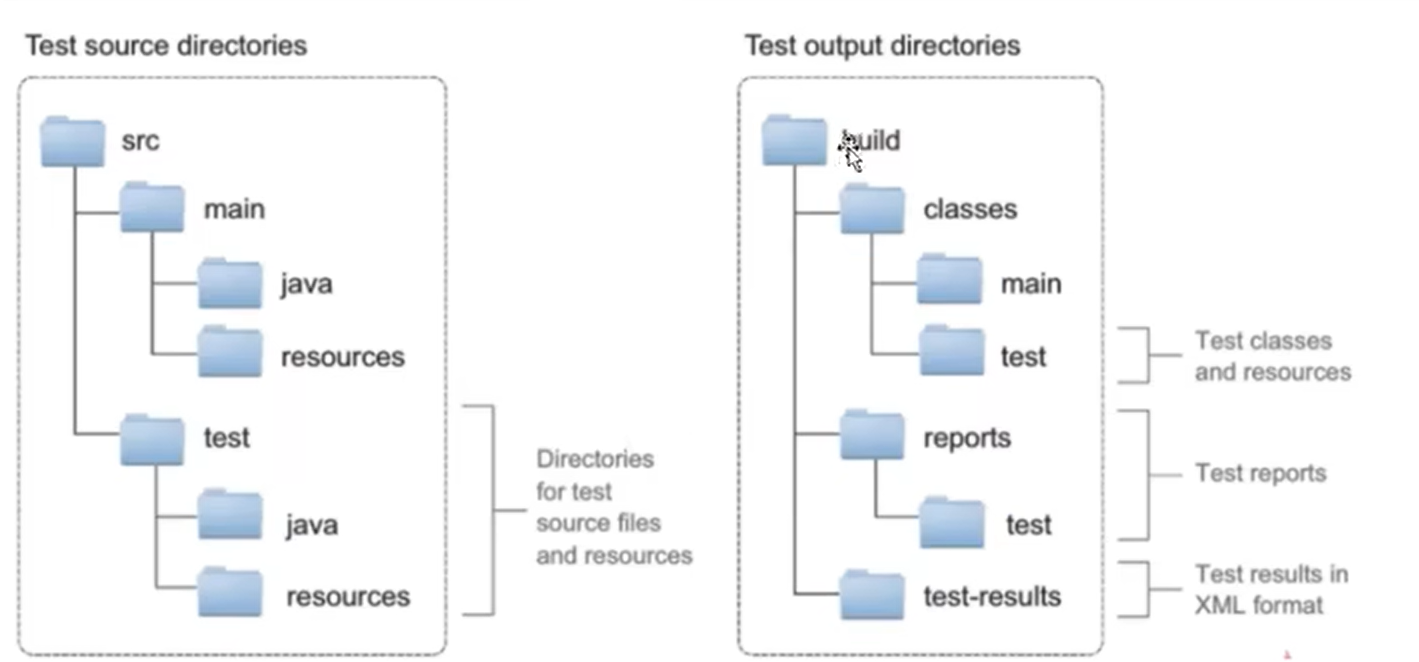 Test source directories
src
main
java
resources
test
java
resources
Directories
for test
source files
and resources
Test output directories
build
classes
main
test
reports
test
test-results
Test classes
and resources
Test reports
Test results in
XML format